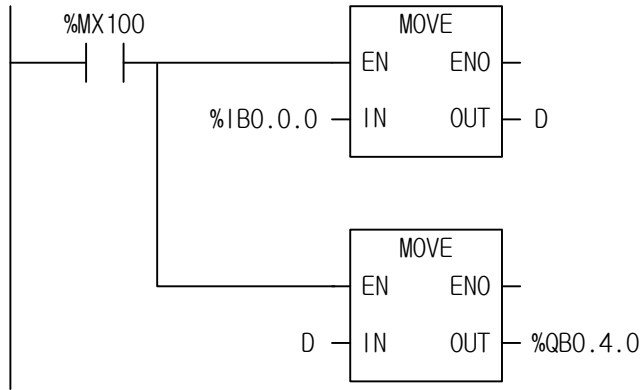 %MX100
MOVE
EN ENO
%IB0.0.0 IN OUT D
MOVE
EN ENO
D IN OUT %QB0.4.0